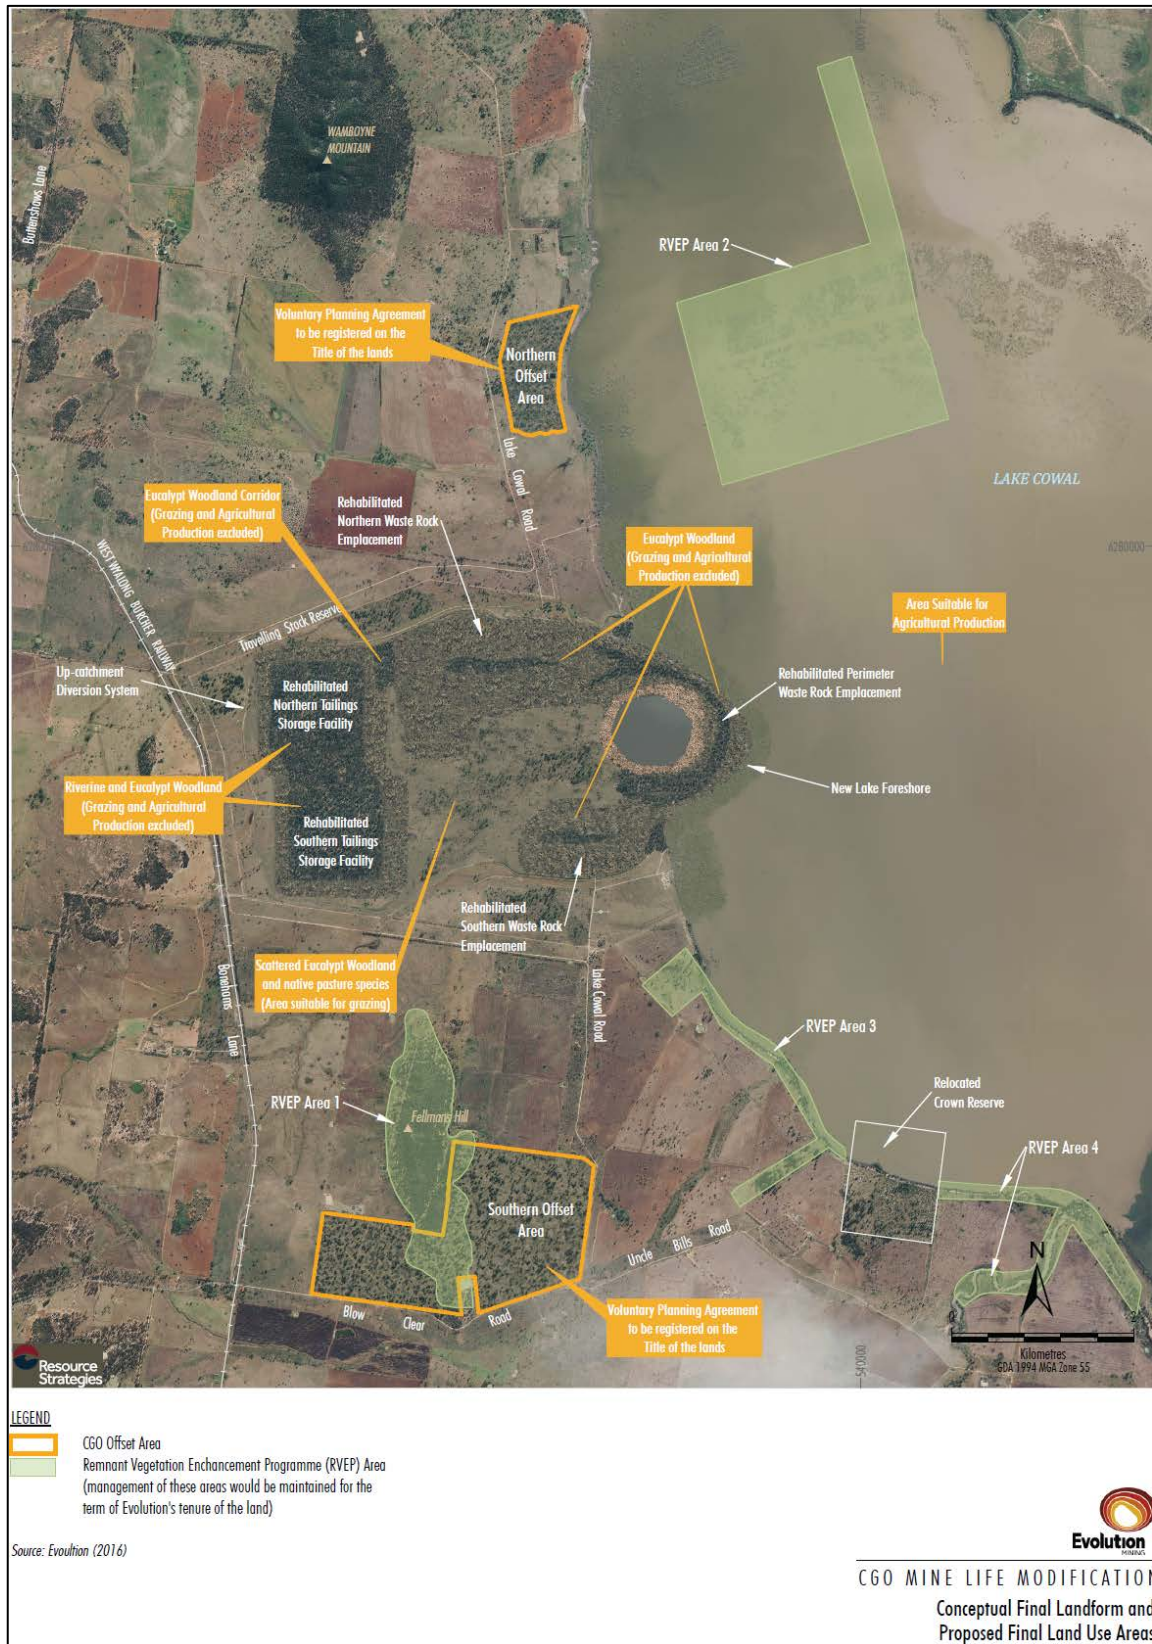 WAMBOYNE
MOUNTAIN
Buttenshaws Lane
RVEP Area 2
Voluntary Planning Agreement
to be registered on the
Title of the lands
Northern
Offset
Area
Lake Cowal Road
LAKE COWAL
Eucalypt Woodland Corridor
(Grazing and Agricultural
Production excluded)
Rehabilitated
Northern Waste Rock
Emplacement
Eucalypt Woodland
(Grazing and Agricultural
Production excluded)
6280000
WESTWYALONG BURCHER RAILWAY
Travelling Stock Reserve
Area Suitable for
Agricultural Production
Up-catchment
Diversion System
Rehabilitated
Northern Tailings
Storage Facility
Rehabilitated Perimeter
Waste Rock Emplacement
New Lake Foreshore
Riverine and Eucalypt Woodland
(Grazing and Agricultural
Production excluded)
Rehabilitated
Southern Tailings
Storage Facility
Rehabilitated
Southern Waste Rock
Emplacement
Scattered Eucalypt Woodland
and native pasture species
(Area suitable for grazing)
Bonehams Lane
Lake Cowal Road
RVEP Area 3
RVEP Area 1
Fellmans Hill
Relocated
Crown Reserve
RVEP Area 4
Southern Offset
Area
Uncle Bills Road
N
Blow Clear Road
Voluntary Planning Agreement
to be registered on the
Title of the lands
540000
Kilometres
GDA 1994 MGA Zone 55
Resource
Strategies
LEGEND
CGO Offset Area
Remnant Vegetation Enchancement Programme (RVEP) Area
(management of these areas would be maintained for the
term of Evolution's tenure of the land)
Source: Evoultion (2016)
Evolution
MINING
CGO MINE LIFE MODIFICATION
Conceptual Final Landform and
Proposed Final Land Use Areas